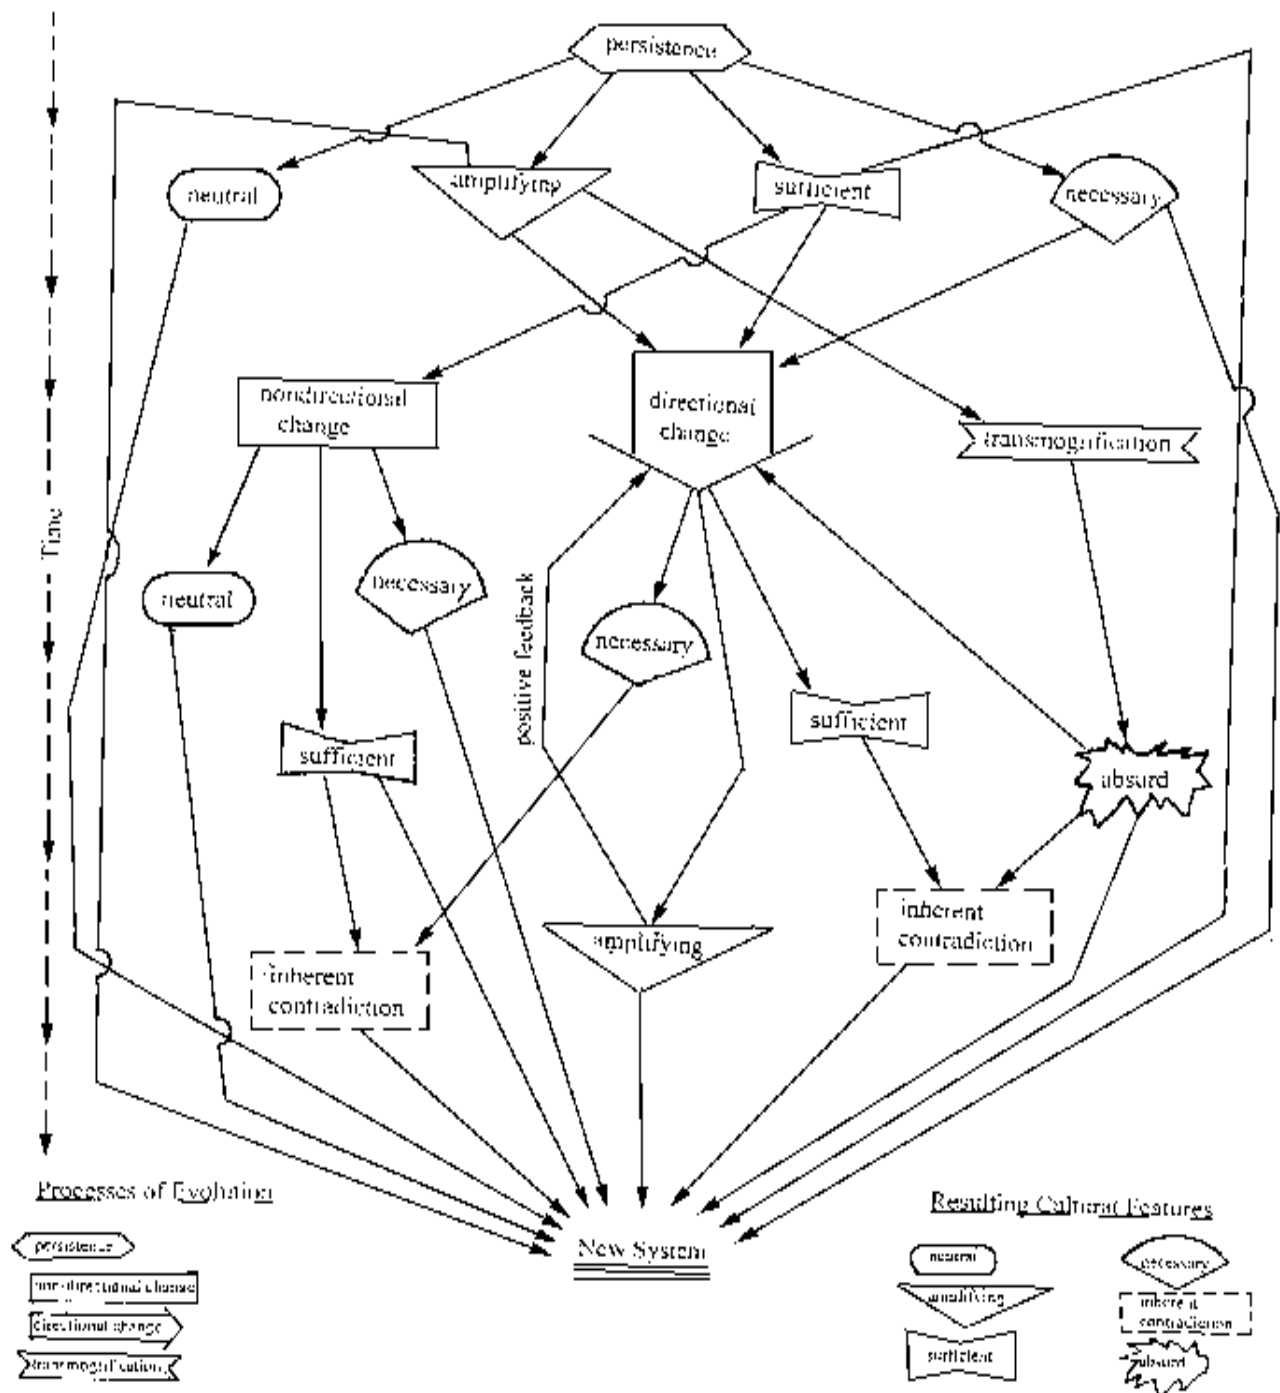 persistence
neutral
amplifying
sufficient
necessary
nondirectional
change
directional
change
transmogrification
Time
neutral
necessary
positive feedback
necessary
sufficient
sufficient
absurd
inherent
contradiction
amplifying
inherent
contradiction
New System
Processes of Evolution
persistence
nondirectional change
directional change
transmogrification
Resulting Cultural Features
neutral
necessary
amplifying
inherent
contradiction
sufficient
absurd